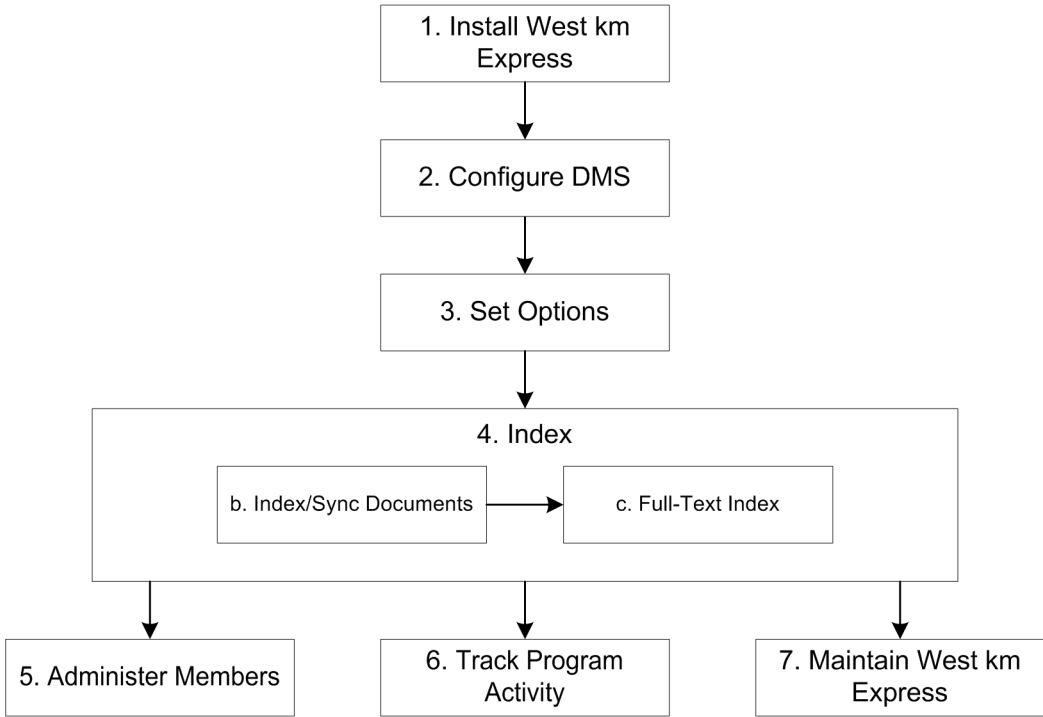 1. Install West km
Express
2. Configure DMS
3. Set Options
4. Index
b. Index/Sync Documents
c. Full-Text Index
5. Administer Members
6. Track Program
Activity
7. Maintain West km
Express